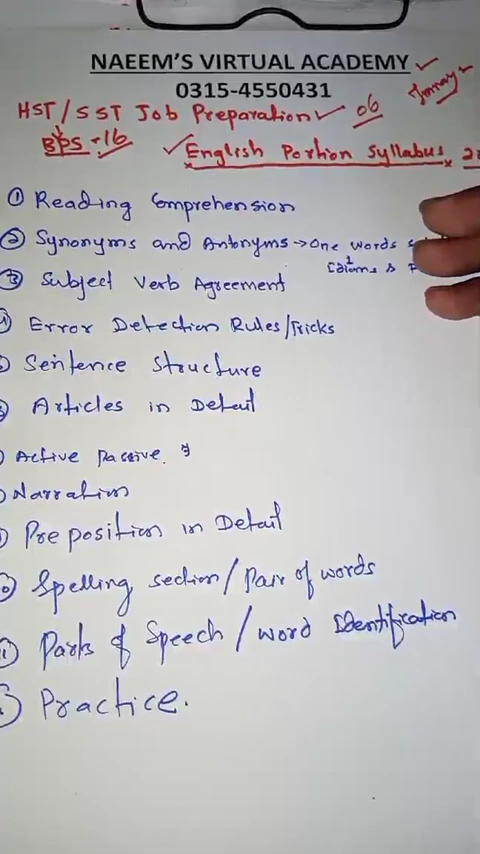 NAEEM'S VIRTUAL ACADEMY
0315-4550431
HST/SST Job Preparation 06
BPS-16
English Portion Syllabus
① Reading Comprehension
② Synonyms and Antonyms → One words
Idioms &
③ Subject Verb Agreement
Error Detection Rules/Tricks
Sentence Structure
Articles in Detail
Active Passive &
Narration
Preposition in Detail
Spelling section/Pair of words
Parts of Speech/word Identification
Practice.